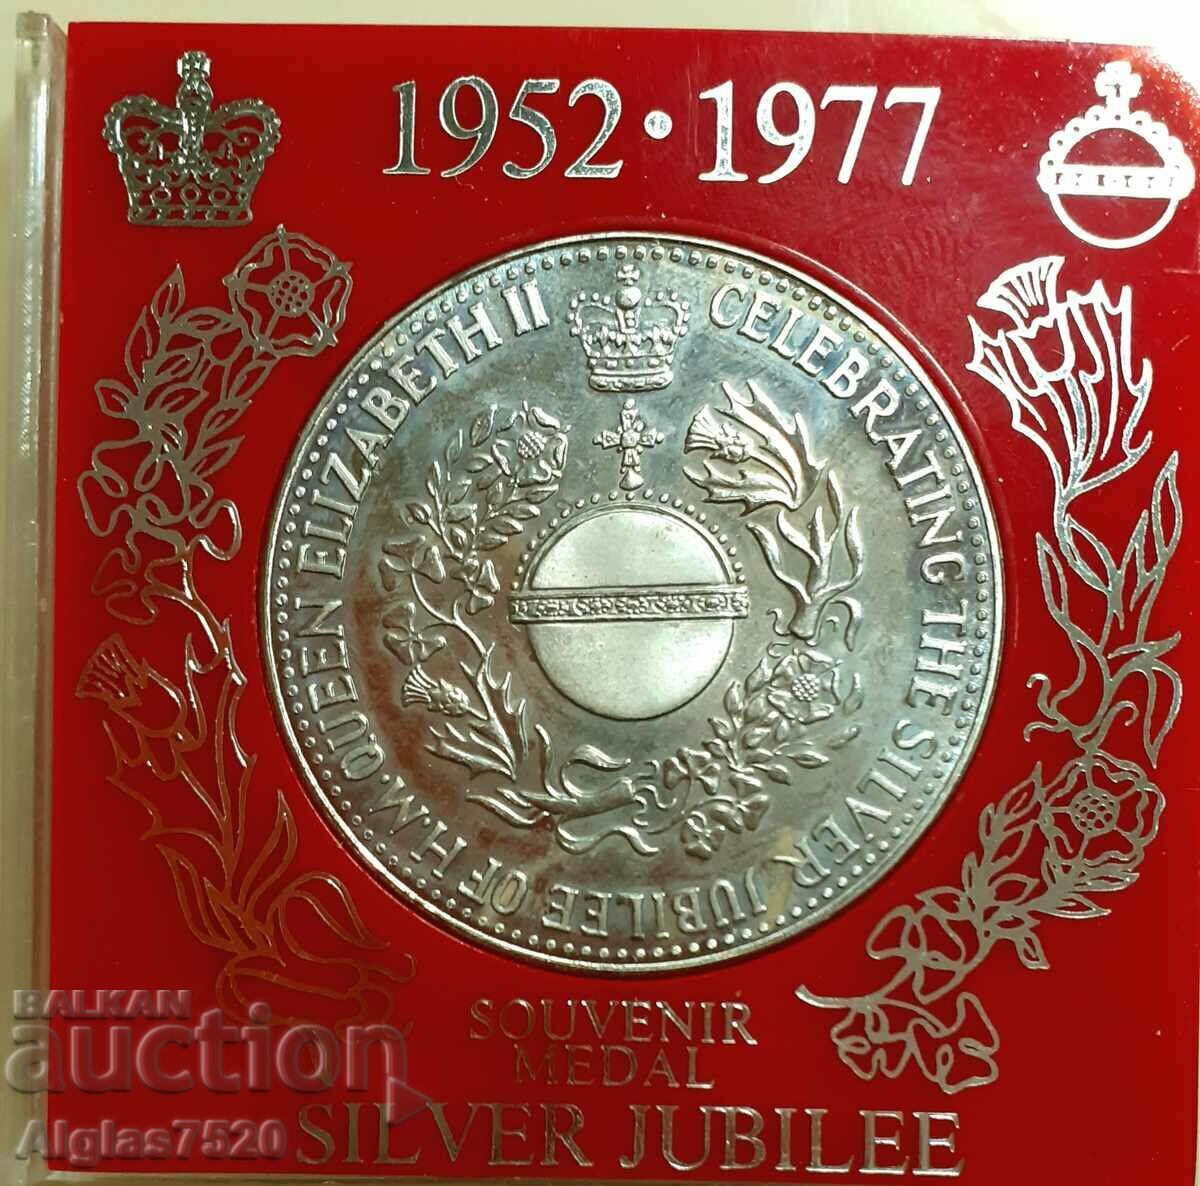 1952 · 1977
CELEBRATING THE SILVER JUBILEE OF H.M. QUEEN ELIZABETH II
SOUVENIR
MEDAL
SILVER JUBILEE
BALKAN
auction
Alglas7520